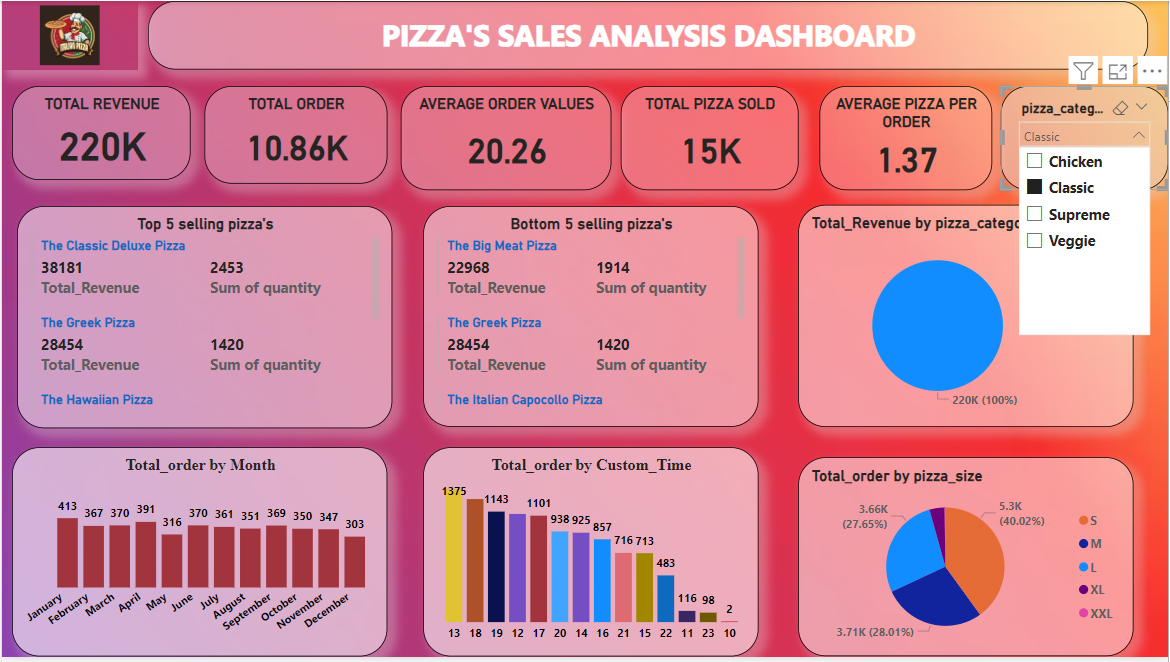 ITALIAN PIZZA
PIZZA'S SALES ANALYSIS DASHBOARD
TOTAL REVENUE
220K
TOTAL ORDER
10.86K
AVERAGE ORDER VALUES
20.26
TOTAL PIZZA SOLD
15K
AVERAGE PIZZA PER
ORDER
1.37
pizza_categ...
Classic
Chicken
Classic
Supreme
Veggie
Top 5 selling pizza's
The Classic Deluxe Pizza
38181 2453
Total_Revenue Sum of quantity
The Greek Pizza
28454 1420
Total_Revenue Sum of quantity
The Hawaiian Pizza
Bottom 5 selling pizza's
The Big Meat Pizza
22968 1914
Total_Revenue Sum of quantity
The Greek Pizza
28454 1420
Total_Revenue Sum of quantity
The Italian Capocollo Pizza
Total_Revenue by pizza_catego
220K (100%)
Total_order by Month
413 367 370 391 316 370 361 351 369 350 347 303
January February March April May June July August September October November December
Total_order by Custom_Time
1375 1143 1101 938 925 857 716 713 483 116 98 2
13 18 19 12 17 20 14 16 21 15 22 11 23 10
Total_order by pizza_size
3.66K
(27.65%)
5.3K
(40.02%)
3.71K (28.01%)
S
M
L
XL
XXL